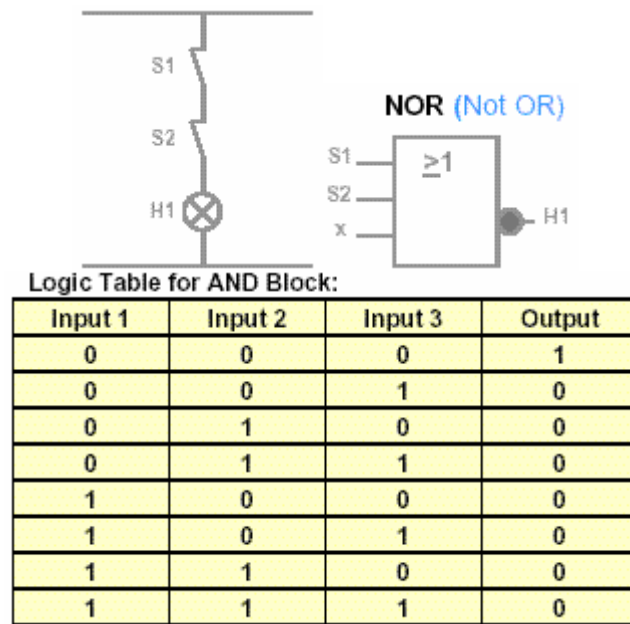 S1
S2
H1
NOR (Not OR)
S1
S2
x
≥1
H1
Logic Table for AND Block:
Input 1 Input 2 Input 3 Output
0 0 0 1
0 0 1 0
0 1 0 0
0 1 1 0
1 0 0 0
1 0 1 0
1 1 0 0
1 1 1 0